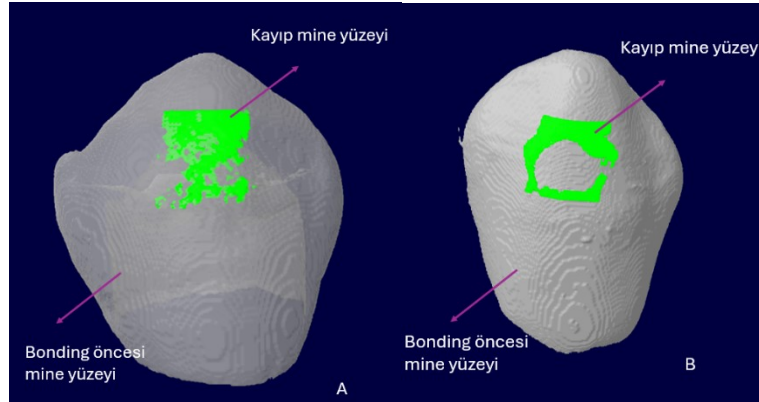 Kayıp mine yüzeyi
Bonding öncesi
mine yüzeyi
A
Kayıp mine yüzey
Bonding öncesi
mine yüzeyi
B